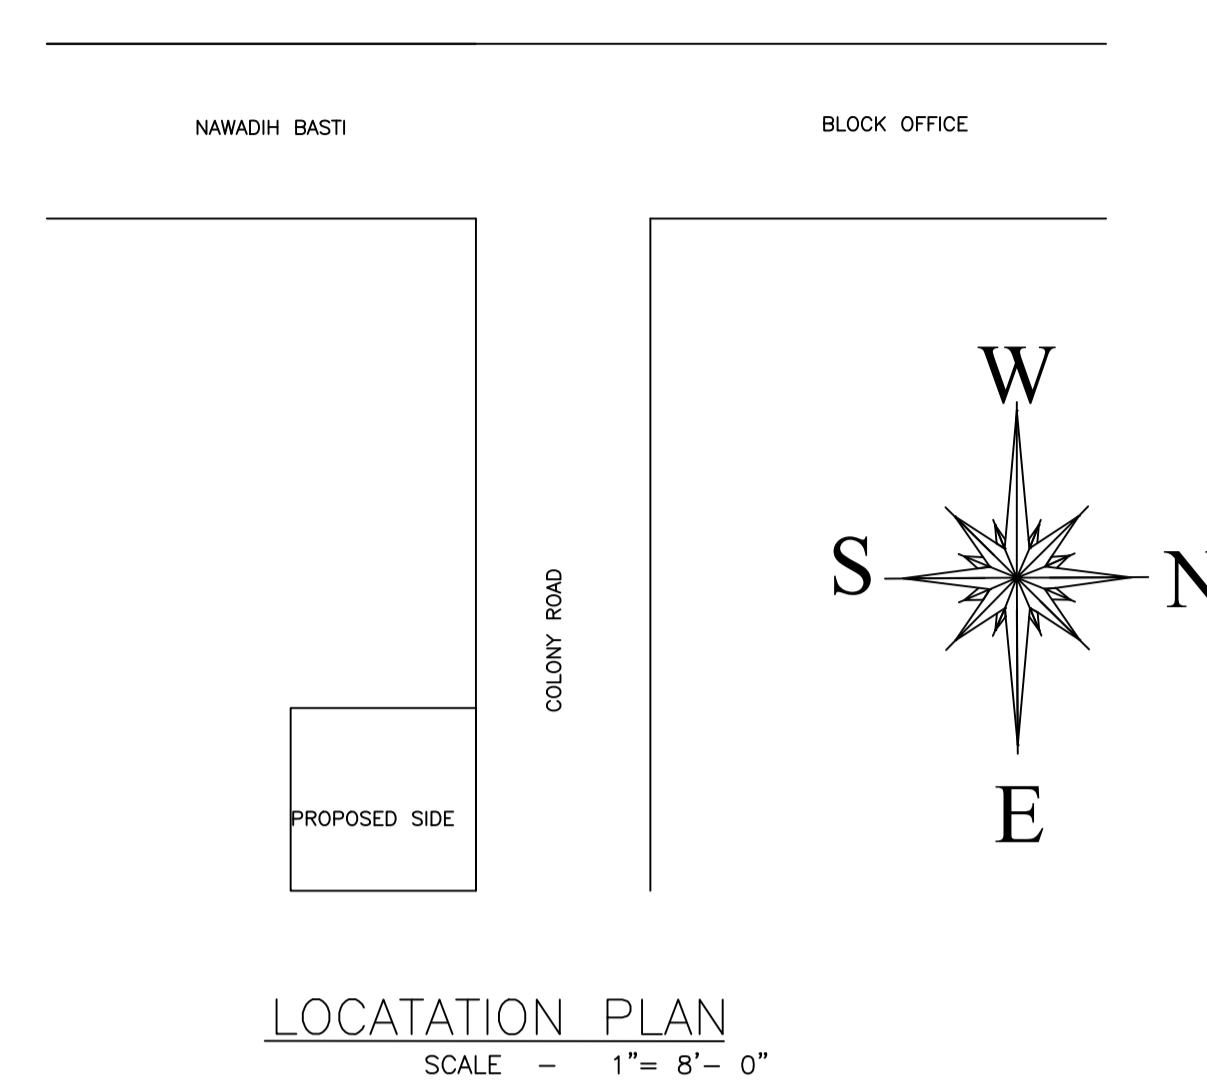 NAWADIH BASTI
BLOCK OFFICE
W
S
N
COLONY ROAD
E
PROPOSED SIDE
LOCATATION PLAN
SCALE - 1"= 8'- 0"